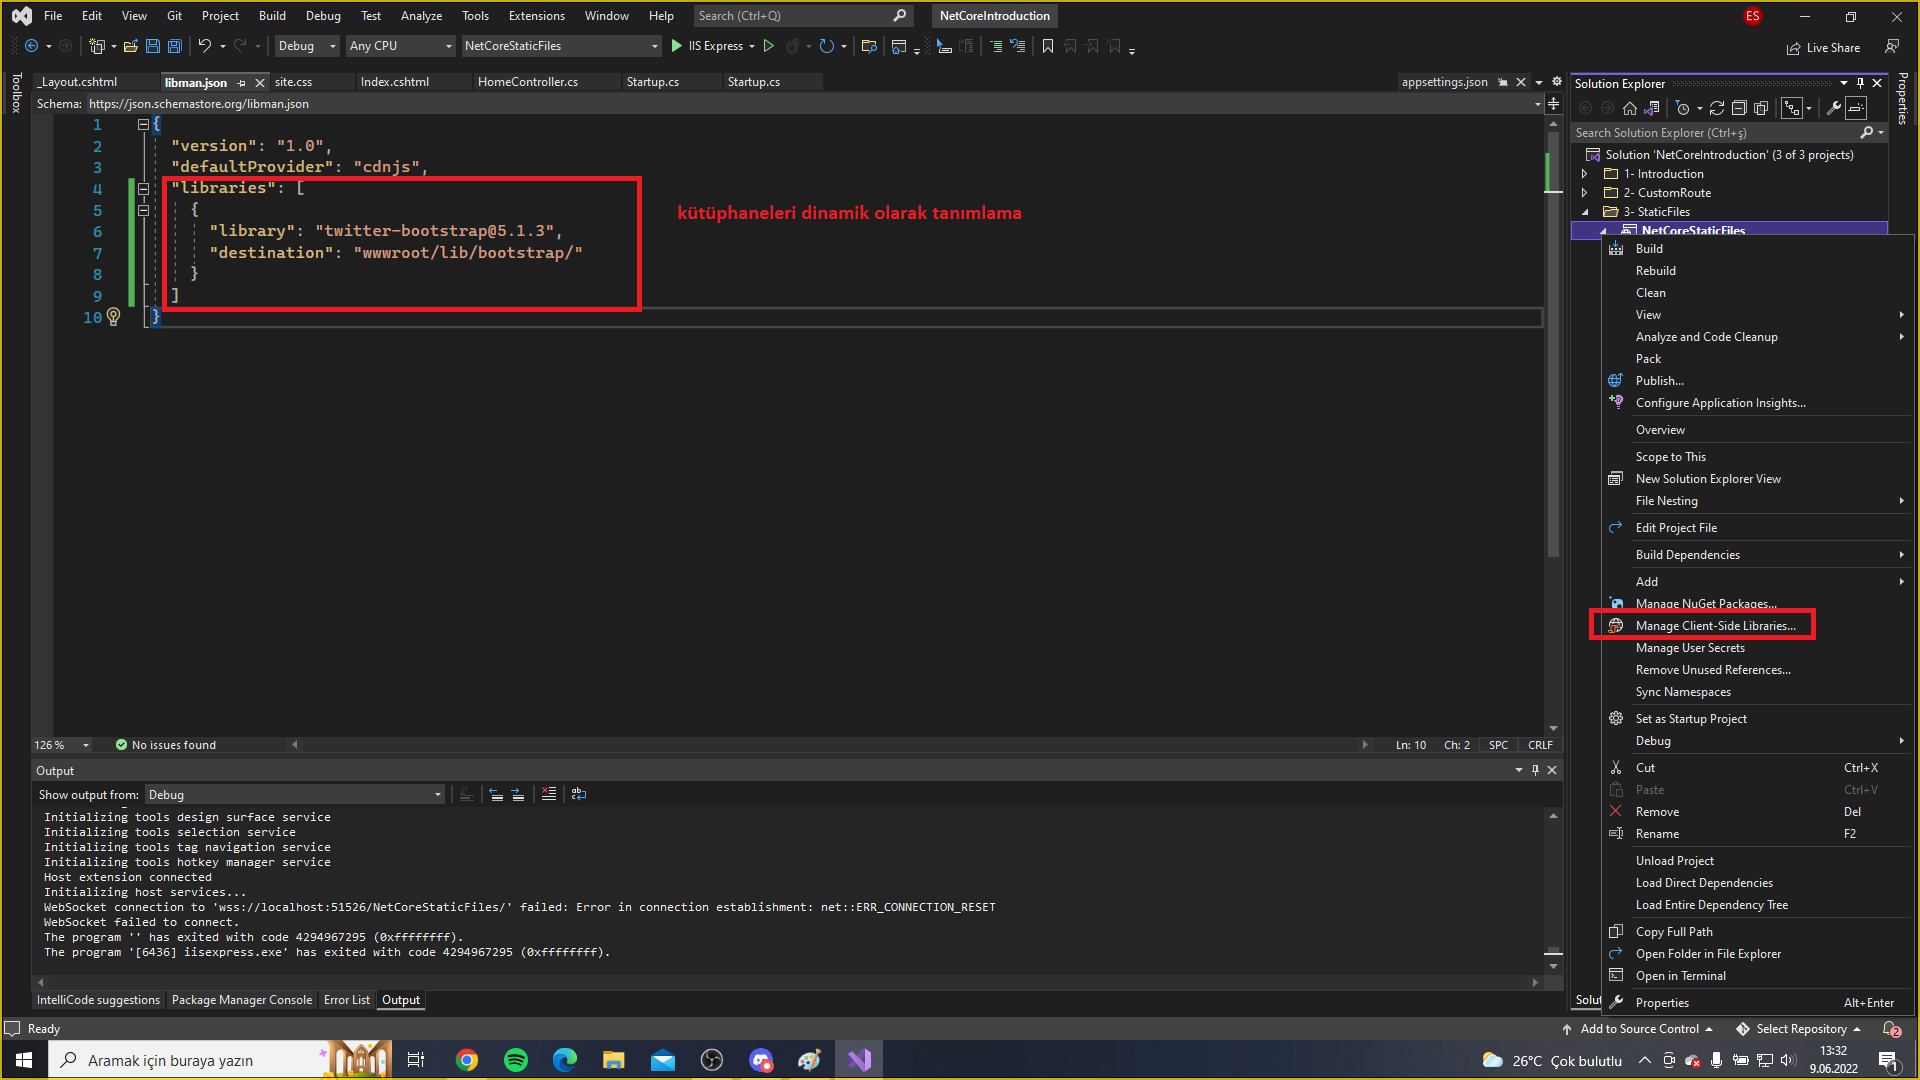 File Edit View Git Project Build Debug Test Analyze Tools Extensions Window Help Search (Ctrl+Q) NetCoreIntroduction ES
Debug Any CPU NetCoreStaticFiles IIS Express Live Share
Toolbox
_Layout.cshtml libman.json site.css Index.cshtml HomeController.cs Startup.cs Startup.cs appsettings.json
Schema: https://json.schemastore.org/libman.json
1 {
2 "version": "1.0",
3 "defaultProvider": "cdnjs",
4 "libraries": [
5 {
6 "library": "twitter-bootstrap@5.1.3",
7 "destination": "wwwroot/lib/bootstrap/"
8 }
9 ]
10 }
kütüphaneleri dinamik olarak tanımlama
126 % No issues found Ln: 10 Ch: 2 SPC CRLF
Output
Show output from: Debug
Initializing tools design surface service
Initializing tools selection service
Initializing tools tag navigation service
Initializing tools hotkey manager service
Host extension connected
Initializing host services...
WebSocket connection to 'wss://localhost:51526/NetCoreStaticFiles/' failed: Error in connection establishment: net::ERR_CONNECTION_RESET
WebSocket failed to connect.
The program '' has exited with code 4294967295 (0xffffffff).
The program '[6436] iisexpress.exe' has exited with code 4294967295 (0xffffffff).
IntelliCode suggestions Package Manager Console Error List Output
Solution Explorer
Properties
Search Solution Explorer (Ctrl+ş)
Solution 'NetCoreIntroduction' (3 of 3 projects)
1- Introduction
2- CustomRoute
3- StaticFiles
NetCoreStaticFiles
Build
Rebuild
Clean
View
Analyze and Code Cleanup
Pack
Publish...
Configure Application Insights...
Overview
Scope to This
New Solution Explorer View
File Nesting
Edit Project File
Build Dependencies
Add
Manage NuGet Packages...
Manage Client-Side Libraries...
Manage User Secrets
Remove Unused References...
Sync Namespaces
Set as Startup Project
Debug
Cut Ctrl+X
Paste Ctrl+V
Remove Del
Rename F2
Unload Project
Load Direct Dependencies
Load Entire Dependency Tree
Copy Full Path
Open Folder in File Explorer
Open in Terminal
Properties Alt+Enter
Ready Add to Source Control Select Repository 2
Aramak için buraya yazın 26°C Çok bulutlu 13:32
9.06.2022 1